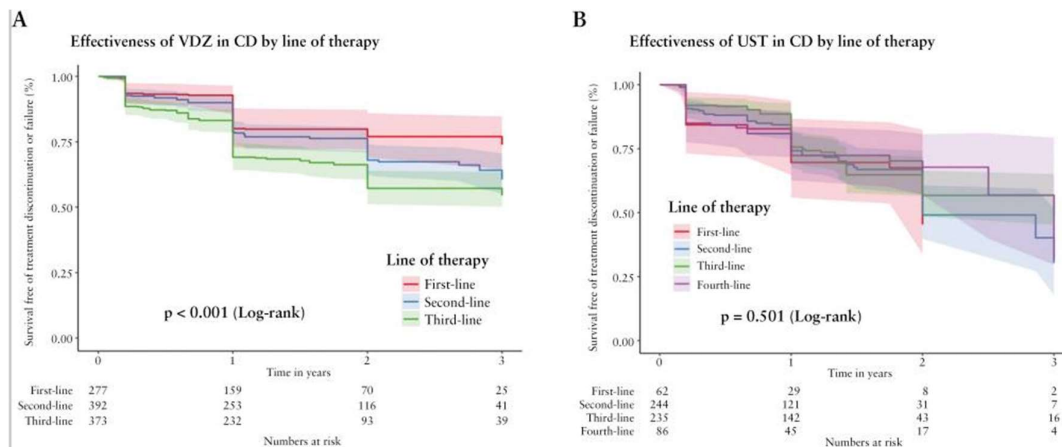 A
Effectiveness of VDZ in CD by line of therapy
Survival free of treatment discontinuation or failure (%)
1.00
0.75
0.50
0.25
0.00
Line of therapy
First-line
Second-line
Third-line
p < 0.001 (Log-rank)
0 1 2 3
Time in years
First-line 277 159 70 25
Second-line 392 253 116 41
Third-line 373 232 93 39
Numbers at risk
B
Effectiveness of UST in CD by line of therapy
Survival free of treatment discontinuation or failure (%)
1.00
0.75
0.50
0.25
0.00
Line of therapy
First-line
Second-line
Third-line
Fourth-line
p = 0.501 (Log-rank)
0 1 2 3
Time in years
First-line 62 29 8 2
Second-line 244 121 31 7
Third-line 235 142 43 16
Fourth-line 86 45 17 4
Numbers at risk